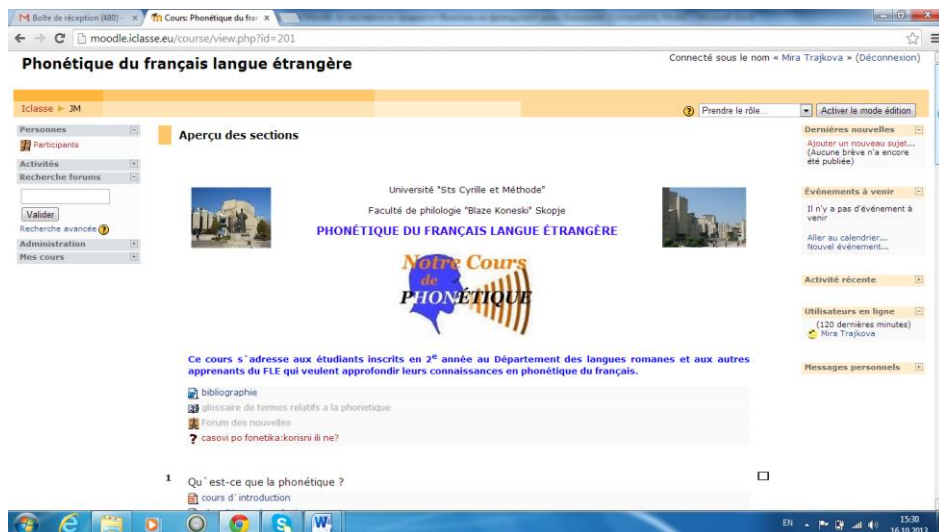 Boîte de réception (480)
Cours: Phonétique du fra
moodle.iclasse.eu/course/view.php?id=201
Phonétique du français langue étrangère
Connecté sous le nom « Mira Trajkova » (Déconnexion)
Iclasse ► JM
Prendre le rôle...
Activer le mode édition
Personnes
Participants
Activités
Recherche forums
Valider
Recherche avancée
Administration
Mes cours
Aperçu des sections
Université "Sts Cyrille et Méthode"
Faculté de philologie "Blaze Koneski" Skopje
PHONÉTIQUE DU FRANÇAIS LANGUE ÉTRANGÈRE
Notre Cours
de
PHONÉTIQUE
Ce cours s`adresse aux étudiants inscrits en 2e année au Département des langues romanes et aux autres
apprenants du FLE qui veulent approfondir leurs connaissances en phonétique du français.
bibliographie
glossaire de termes relatifs a la phonetique
Forum des nouvelles
casovi po fonetika:korisni ili ne?
1
Qu`est-ce que la phonétique ?
cours d`introduction
Dernières nouvelles
Ajouter un nouveau sujet...
(Aucune brève n'a encore
été publiée)
Événements à venir
Il n'y a pas d'événement à
venir
Aller au calendrier...
Nouvel événement...
Activité récente
Utilisateurs en ligne
(120 dernières minutes)
Mira Trajkova
Messages personnels
EN
15:30
16.10.2013